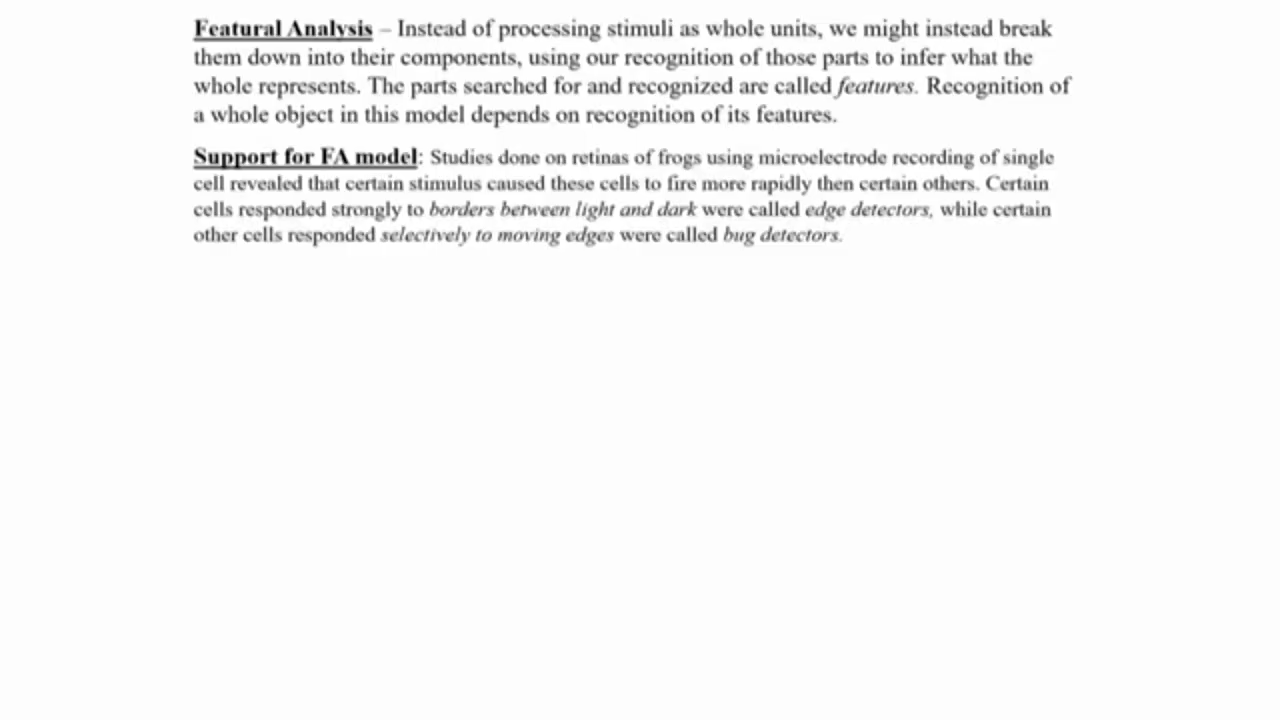 Featural Analysis – Instead of processing stimuli as whole units, we might instead break
them down into their components, using our recognition of those parts to infer what the
whole represents. The parts searched for and recognized are called features. Recognition of
a whole object in this model depends on recognition of its features.
Support for FA model: Studies done on retinas of frogs using microelectrode recording of single
cell revealed that certain stimulus caused these cells to fire more rapidly then certain others. Certain
cells responded strongly to borders between light and dark were called edge detectors, while certain
other cells responded selectively to moving edges were called bug detectors.